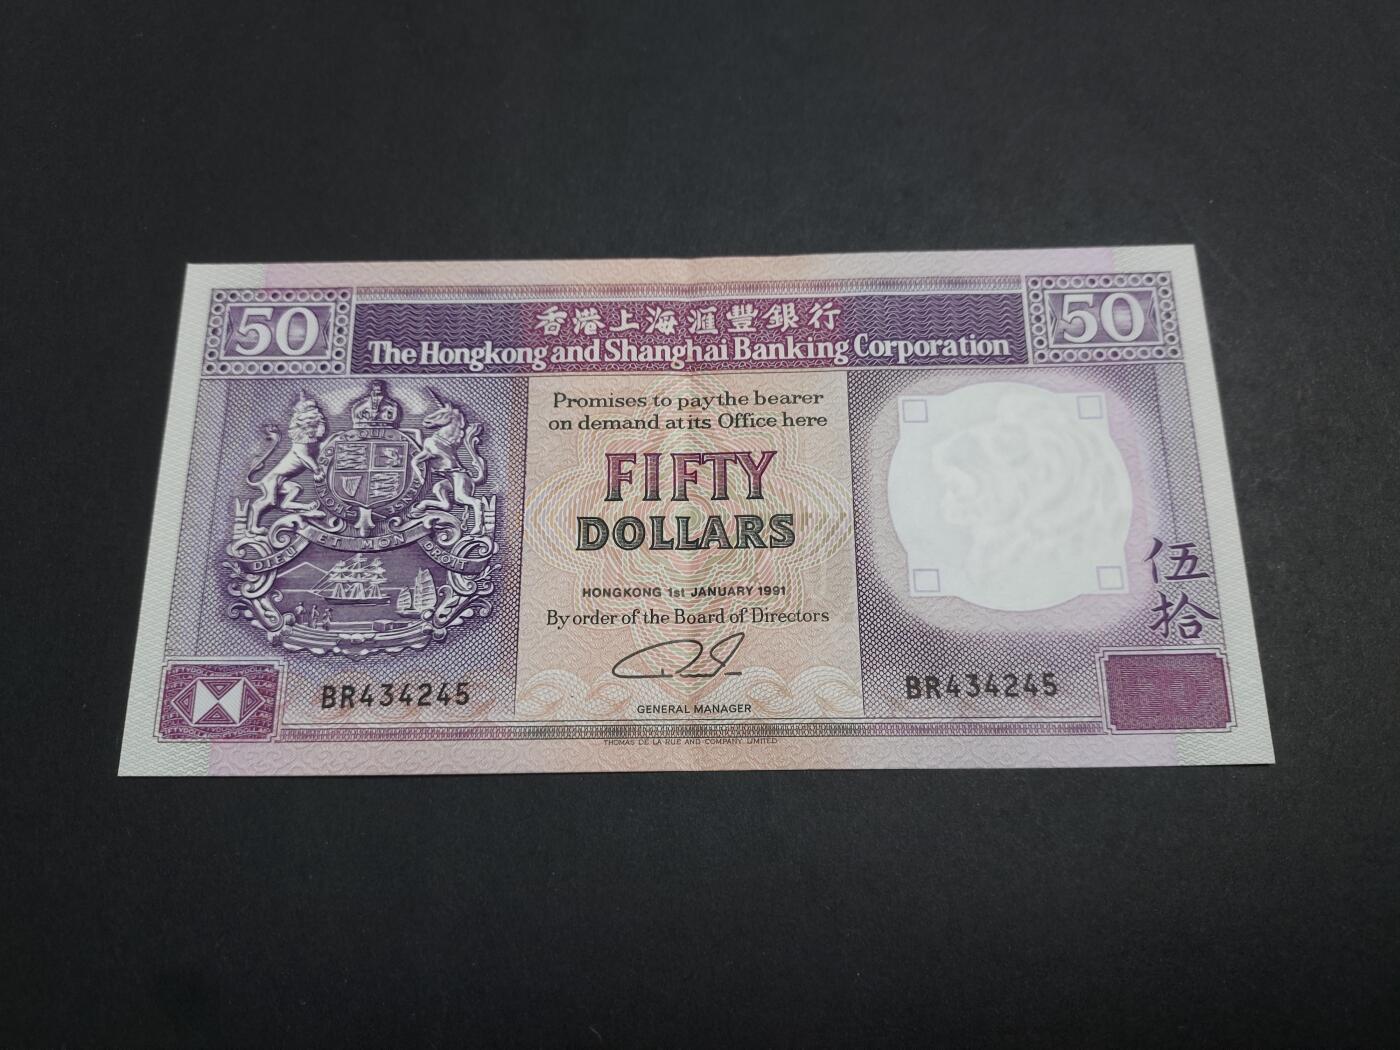 50
香港上海滙豐銀行
50
The Hongkong and Shanghai Banking Corporation
Promises to pay the bearer
on demand at its Office here
FIFTY
DOLLARS
HONGKONG 1st JANUARY 1991
By order of the Board of Directors
GENERAL MANAGER
DIEU ET MON DROIT
伍拾
BR434245
BR434245
THOMAS DE LA RUE AND COMPANY LIMITED